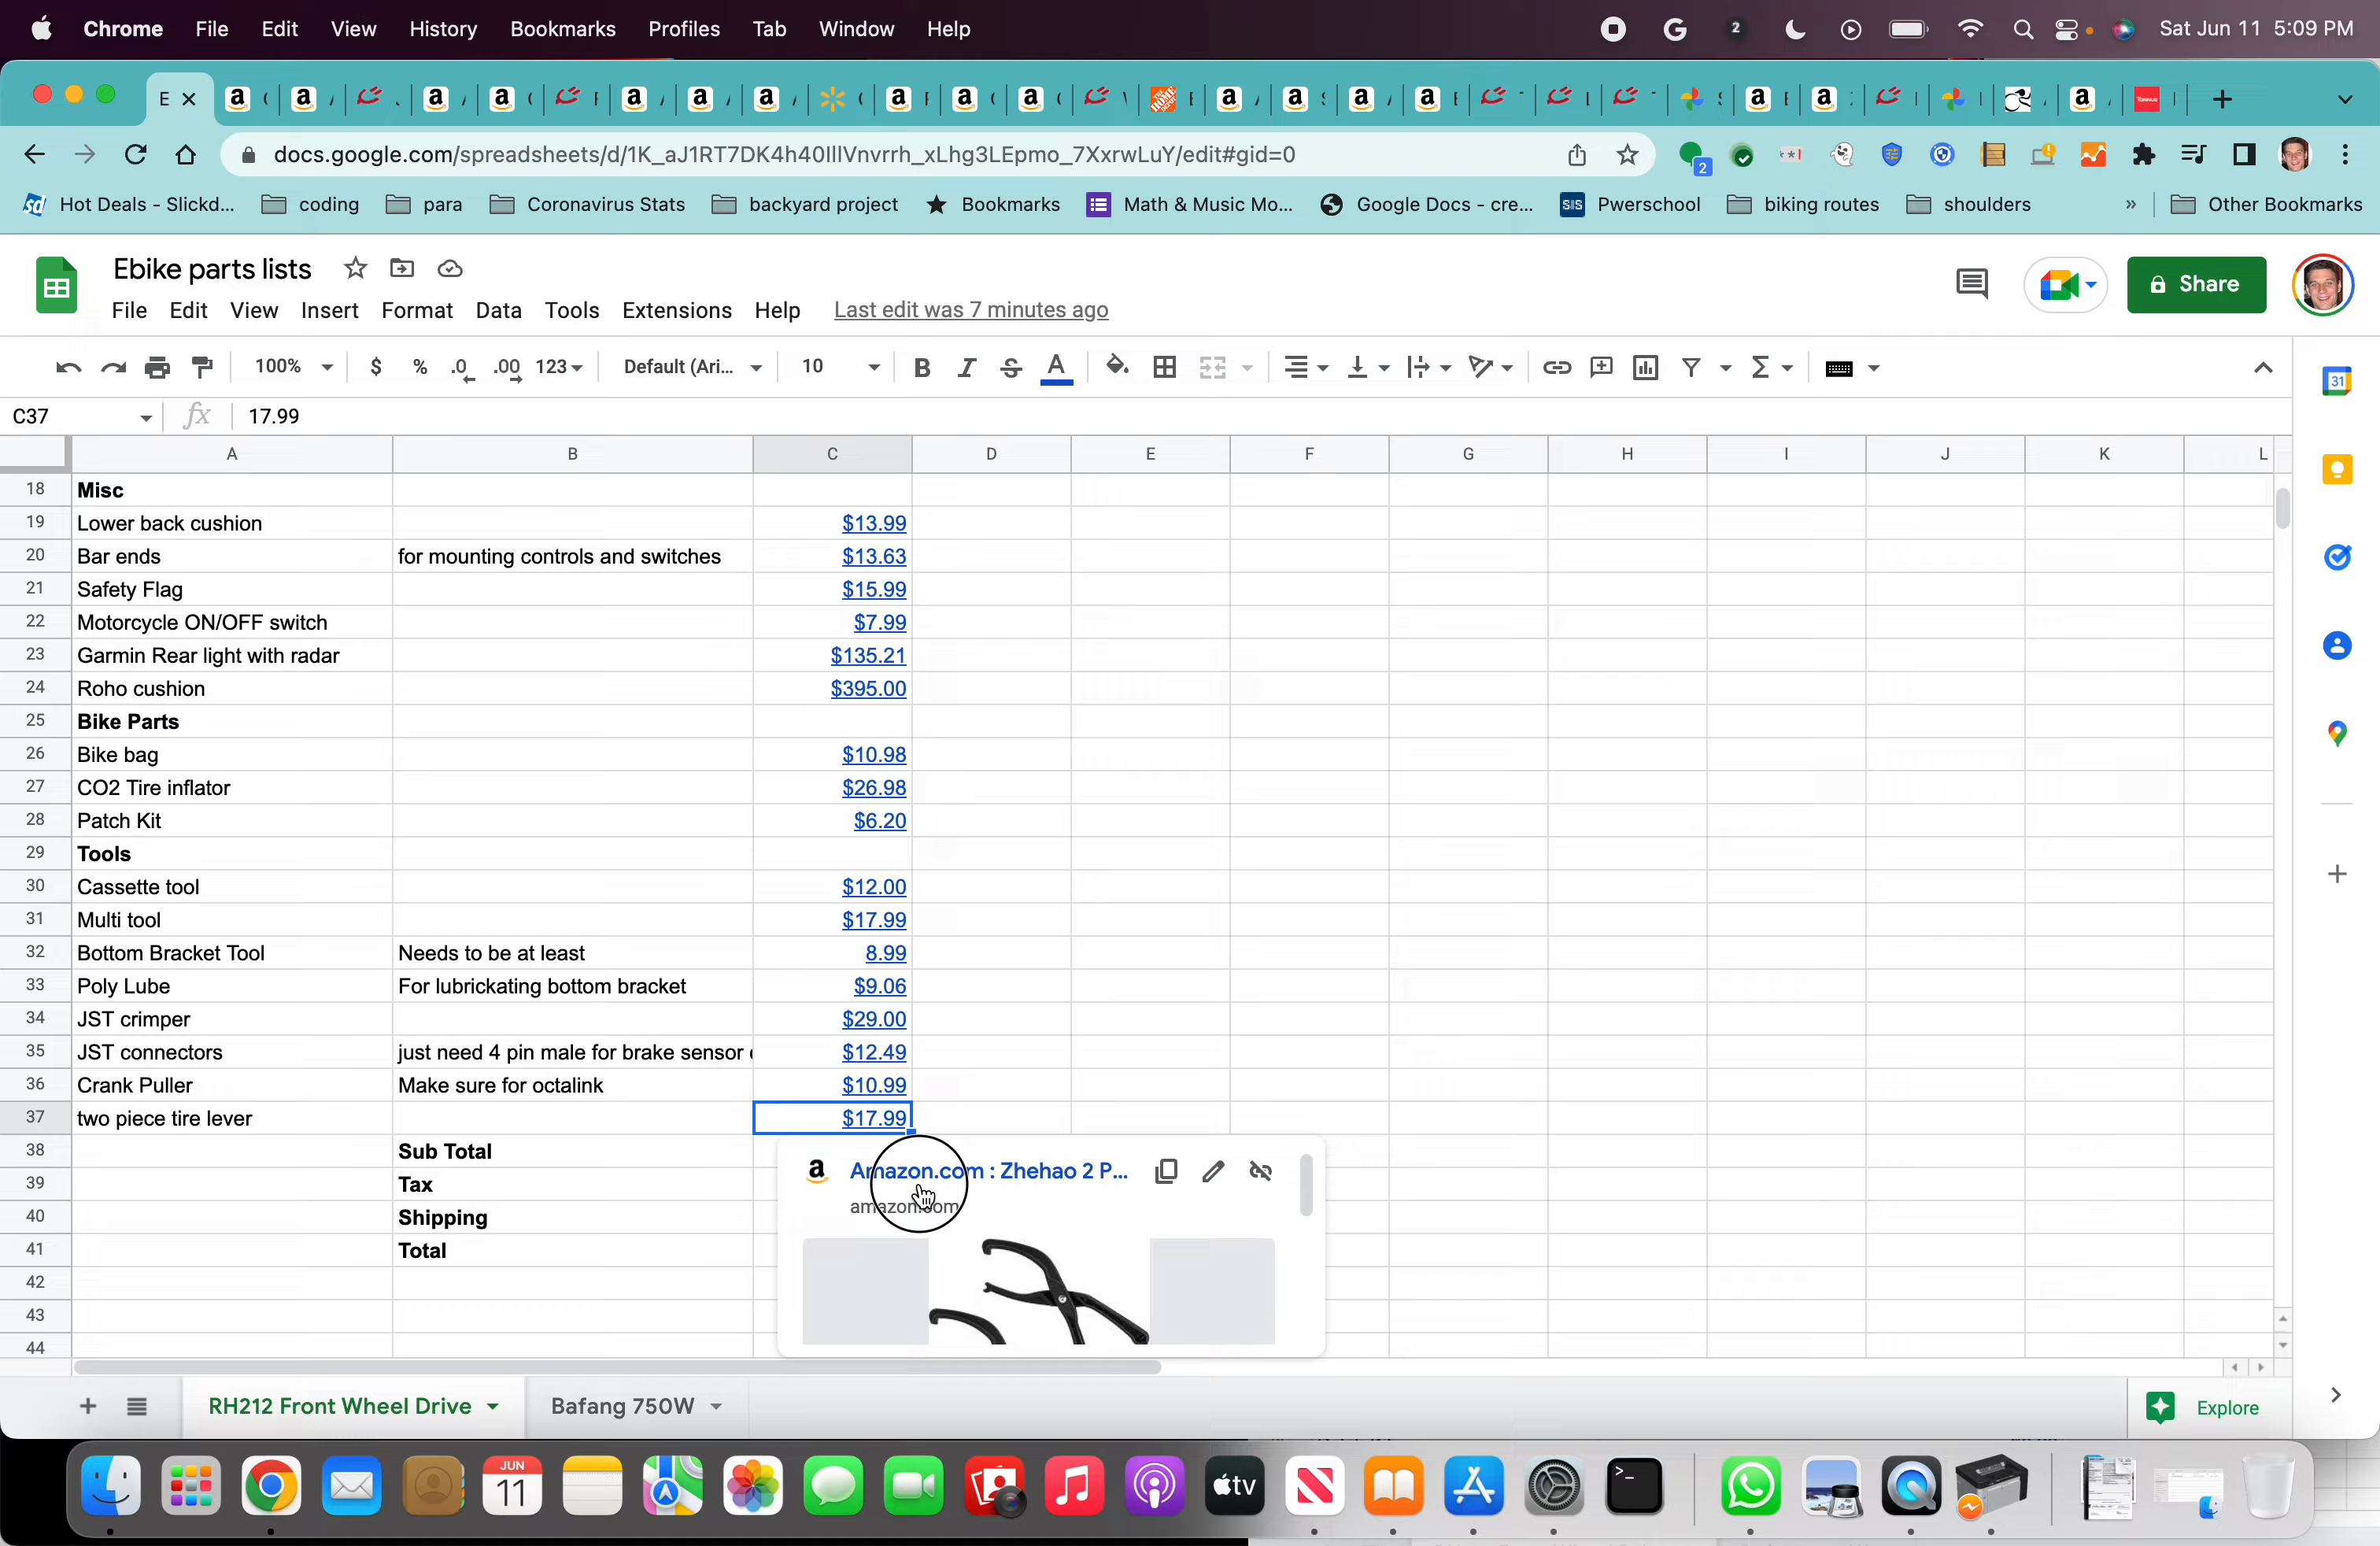 Chrome File Edit View History Bookmarks Profiles Tab Window Help 2 Sat Jun 11 5:09 PM
E
docs.google.com/spreadsheets/d/1K_aJ1RT7DK4h40IllVnvrrh_xLhg3LEpmo_7XxrwLuY/edit#gid=0 2
Hot Deals - Slickd... coding para Coronavirus Stats backyard project Bookmarks Math & Music Mo... Google Docs - cre... SIS Pwerschool biking routes shoulders » Other Bookmarks
Ebike parts lists
File Edit View Insert Format Data Tools Extensions Help Last edit was 7 minutes ago Share
100% $ % .0 .00 123 Default (Ari... 10 B I S A
C37 fx 17.99
A B C D E F G H I J K L
18 Misc
19 Lower back cushion $13.99
20 Bar ends for mounting controls and switches $13.63
21 Safety Flag $15.99
22 Motorcycle ON/OFF switch $7.99
23 Garmin Rear light with radar $135.21
24 Roho cushion $395.00
25 Bike Parts
26 Bike bag $10.98
27 CO2 Tire inflator $26.98
28 Patch Kit $6.20
29 Tools
30 Cassette tool $12.00
31 Multi tool $17.99
32 Bottom Bracket Tool Needs to be at least 8.99
33 Poly Lube For lubrickating bottom bracket $9.06
34 JST crimper $29.00
35 JST connectors just need 4 pin male for brake sensor $12.49
36 Crank Puller Make sure for octalink $10.99
37 two piece tire lever $17.99
38 Sub Total
Amazon.com : Zhehao 2 P...
39 Tax
amazon.com
40 Shipping
41 Total
42
43
44
RH212 Front Wheel Drive Bafang 750W Explore
JUN
11
tv